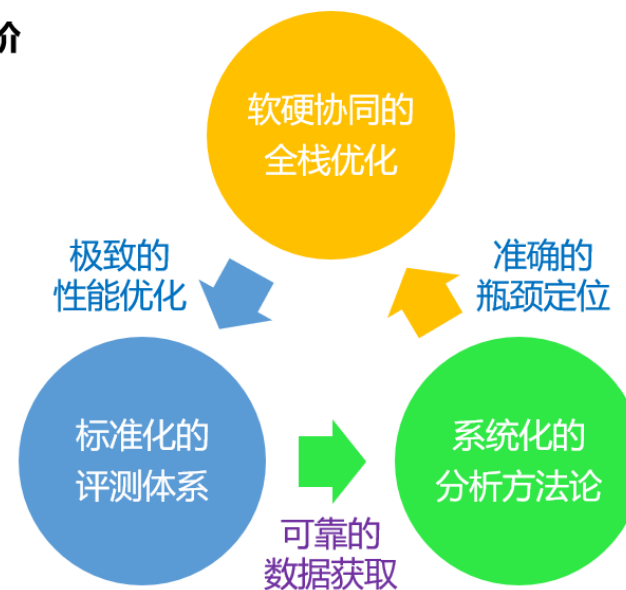 价
软硬协同的
全栈优化
极致的
性能优化
准确的
瓶颈定位
标准化的
评测体系
系统化的
分析方法论
可靠的
数据获取